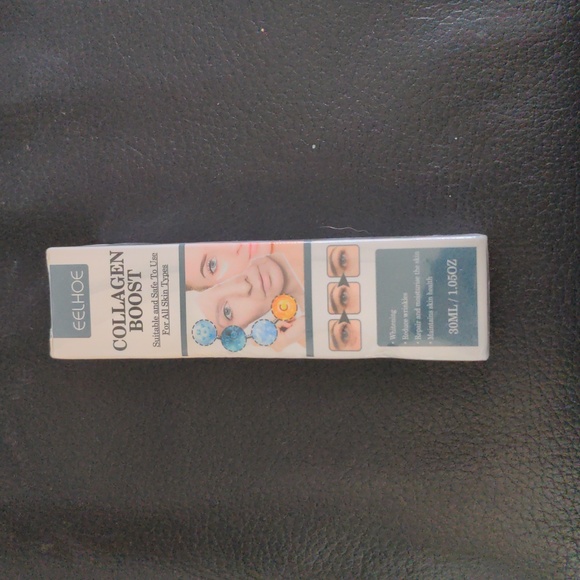 EELHOE
COLLAGEN
BOOST
Suitable and Safe To Use
For All Skin Types
C
• Whitening
• Reduce wrinkles
• Repair and moisturize the skin
• Maintains skin health
30ML / 1.05OZ